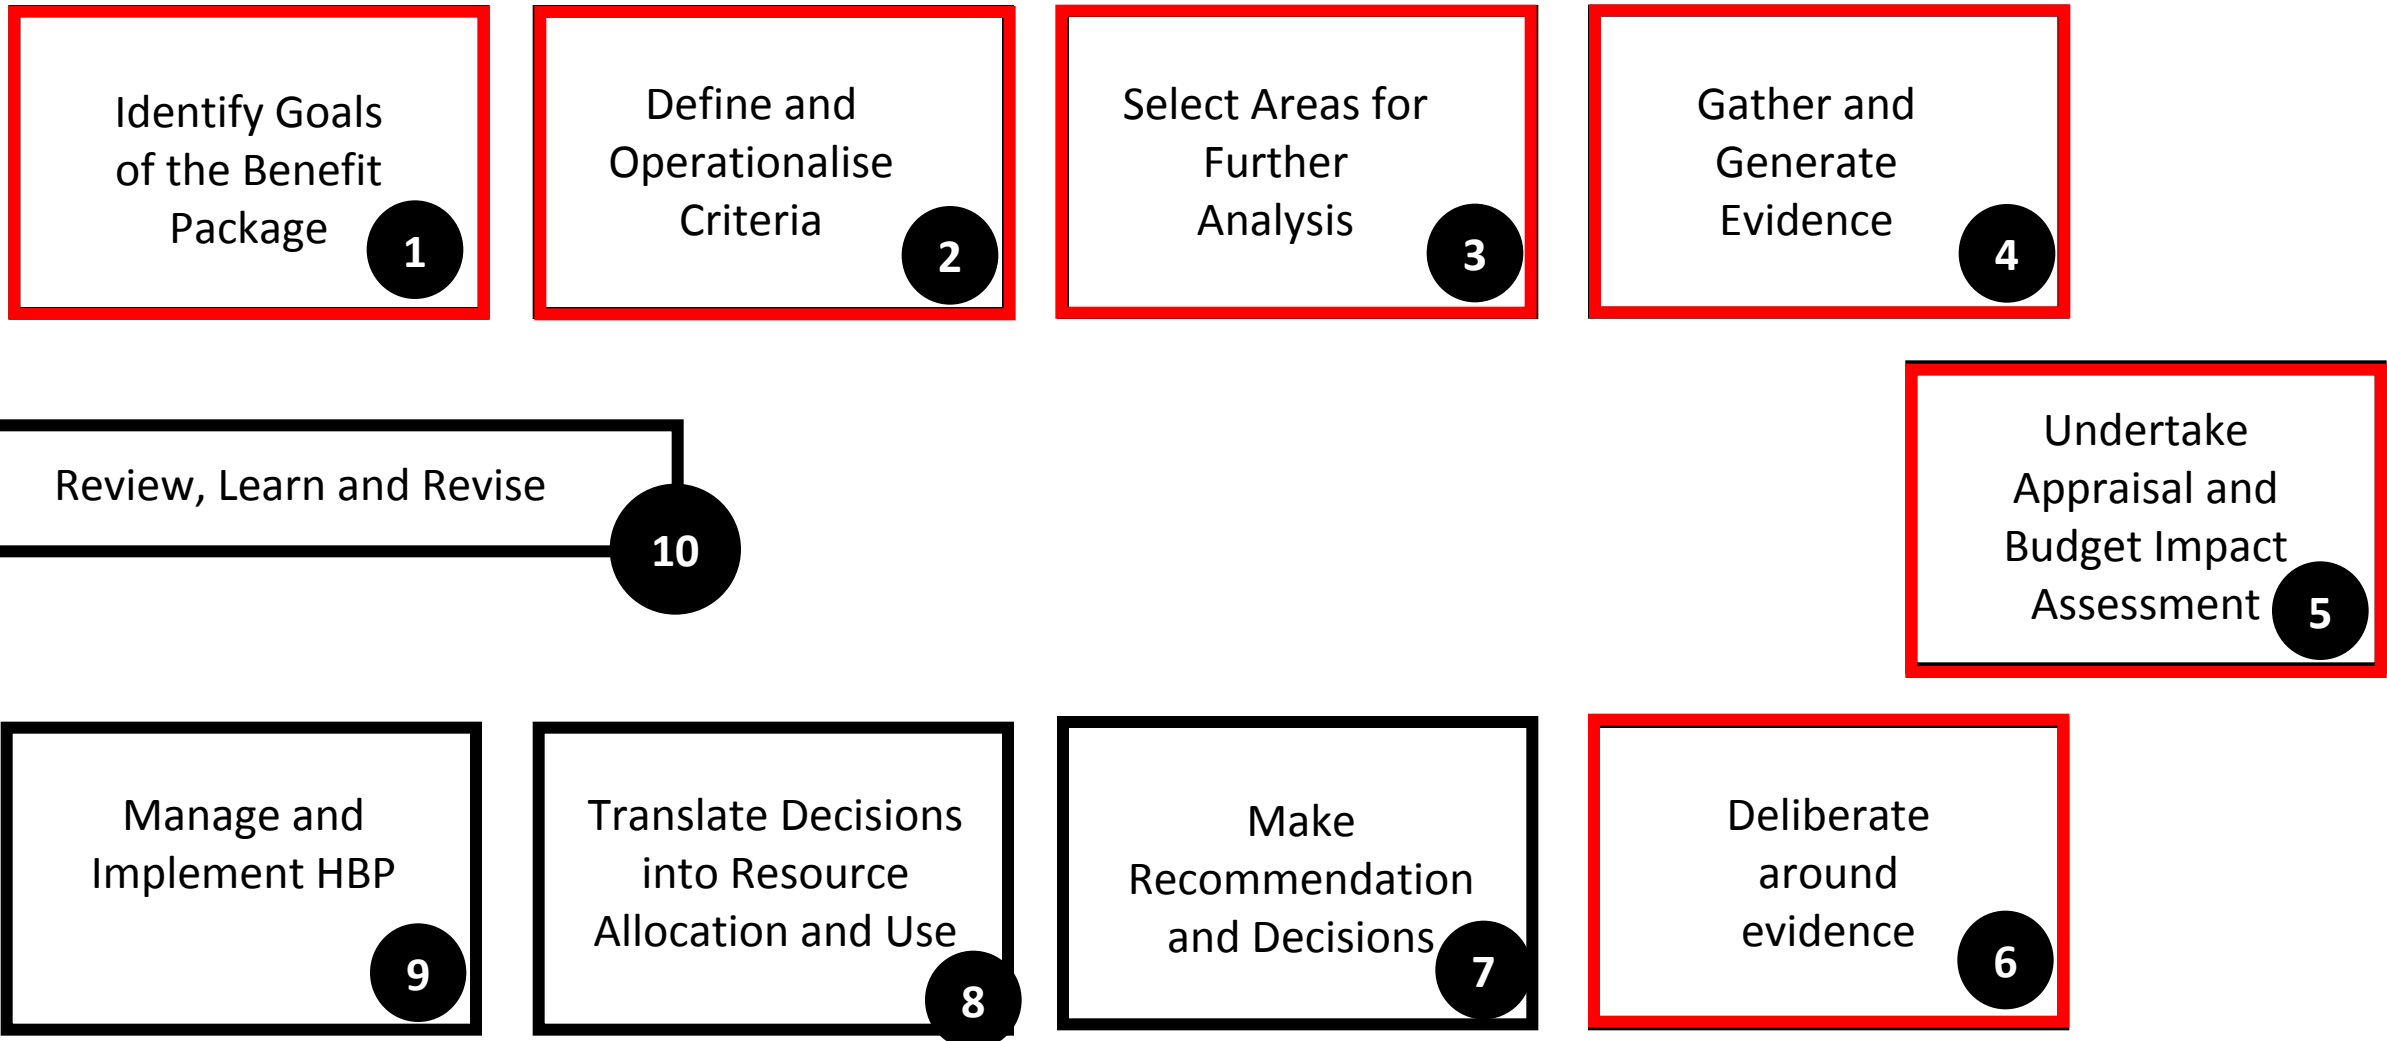 Identify Goals
of the Benefit
Package
1
Define and
Operationalise
Criteria
2
Select Areas for
Further
Analysis
3
Gather and
Generate
Evidence
4
Undertake
Appraisal and
Budget Impact
Assessment
5
Deliberate
around
evidence
6
Make
Recommendation
and Decisions
7
Translate Decisions
into Resource
Allocation and Use
8
Manage and
Implement HBP
9
Review, Learn and Revise
10